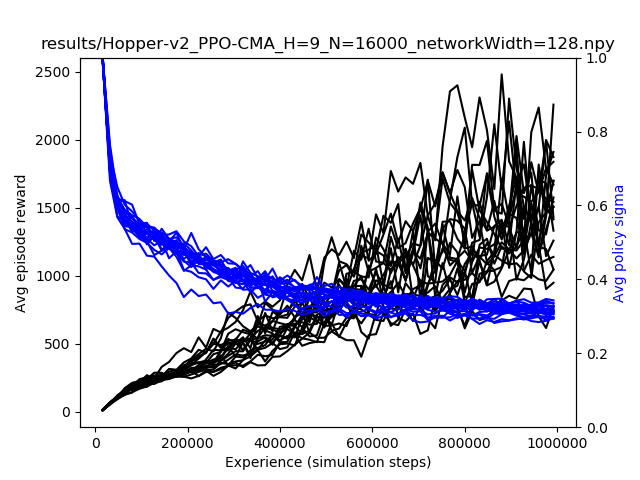 results/Hopper-v2_PPO-CMA_H=9_N=16000_networkWidth=128.npy
2500
2000
1500
1000
500
0
Avg episode reward
1.0
0.8
0.6
0.4
0.2
0.0
Avg policy sigma
0 200000 400000 600000 800000 1000000
Experience (simulation steps)